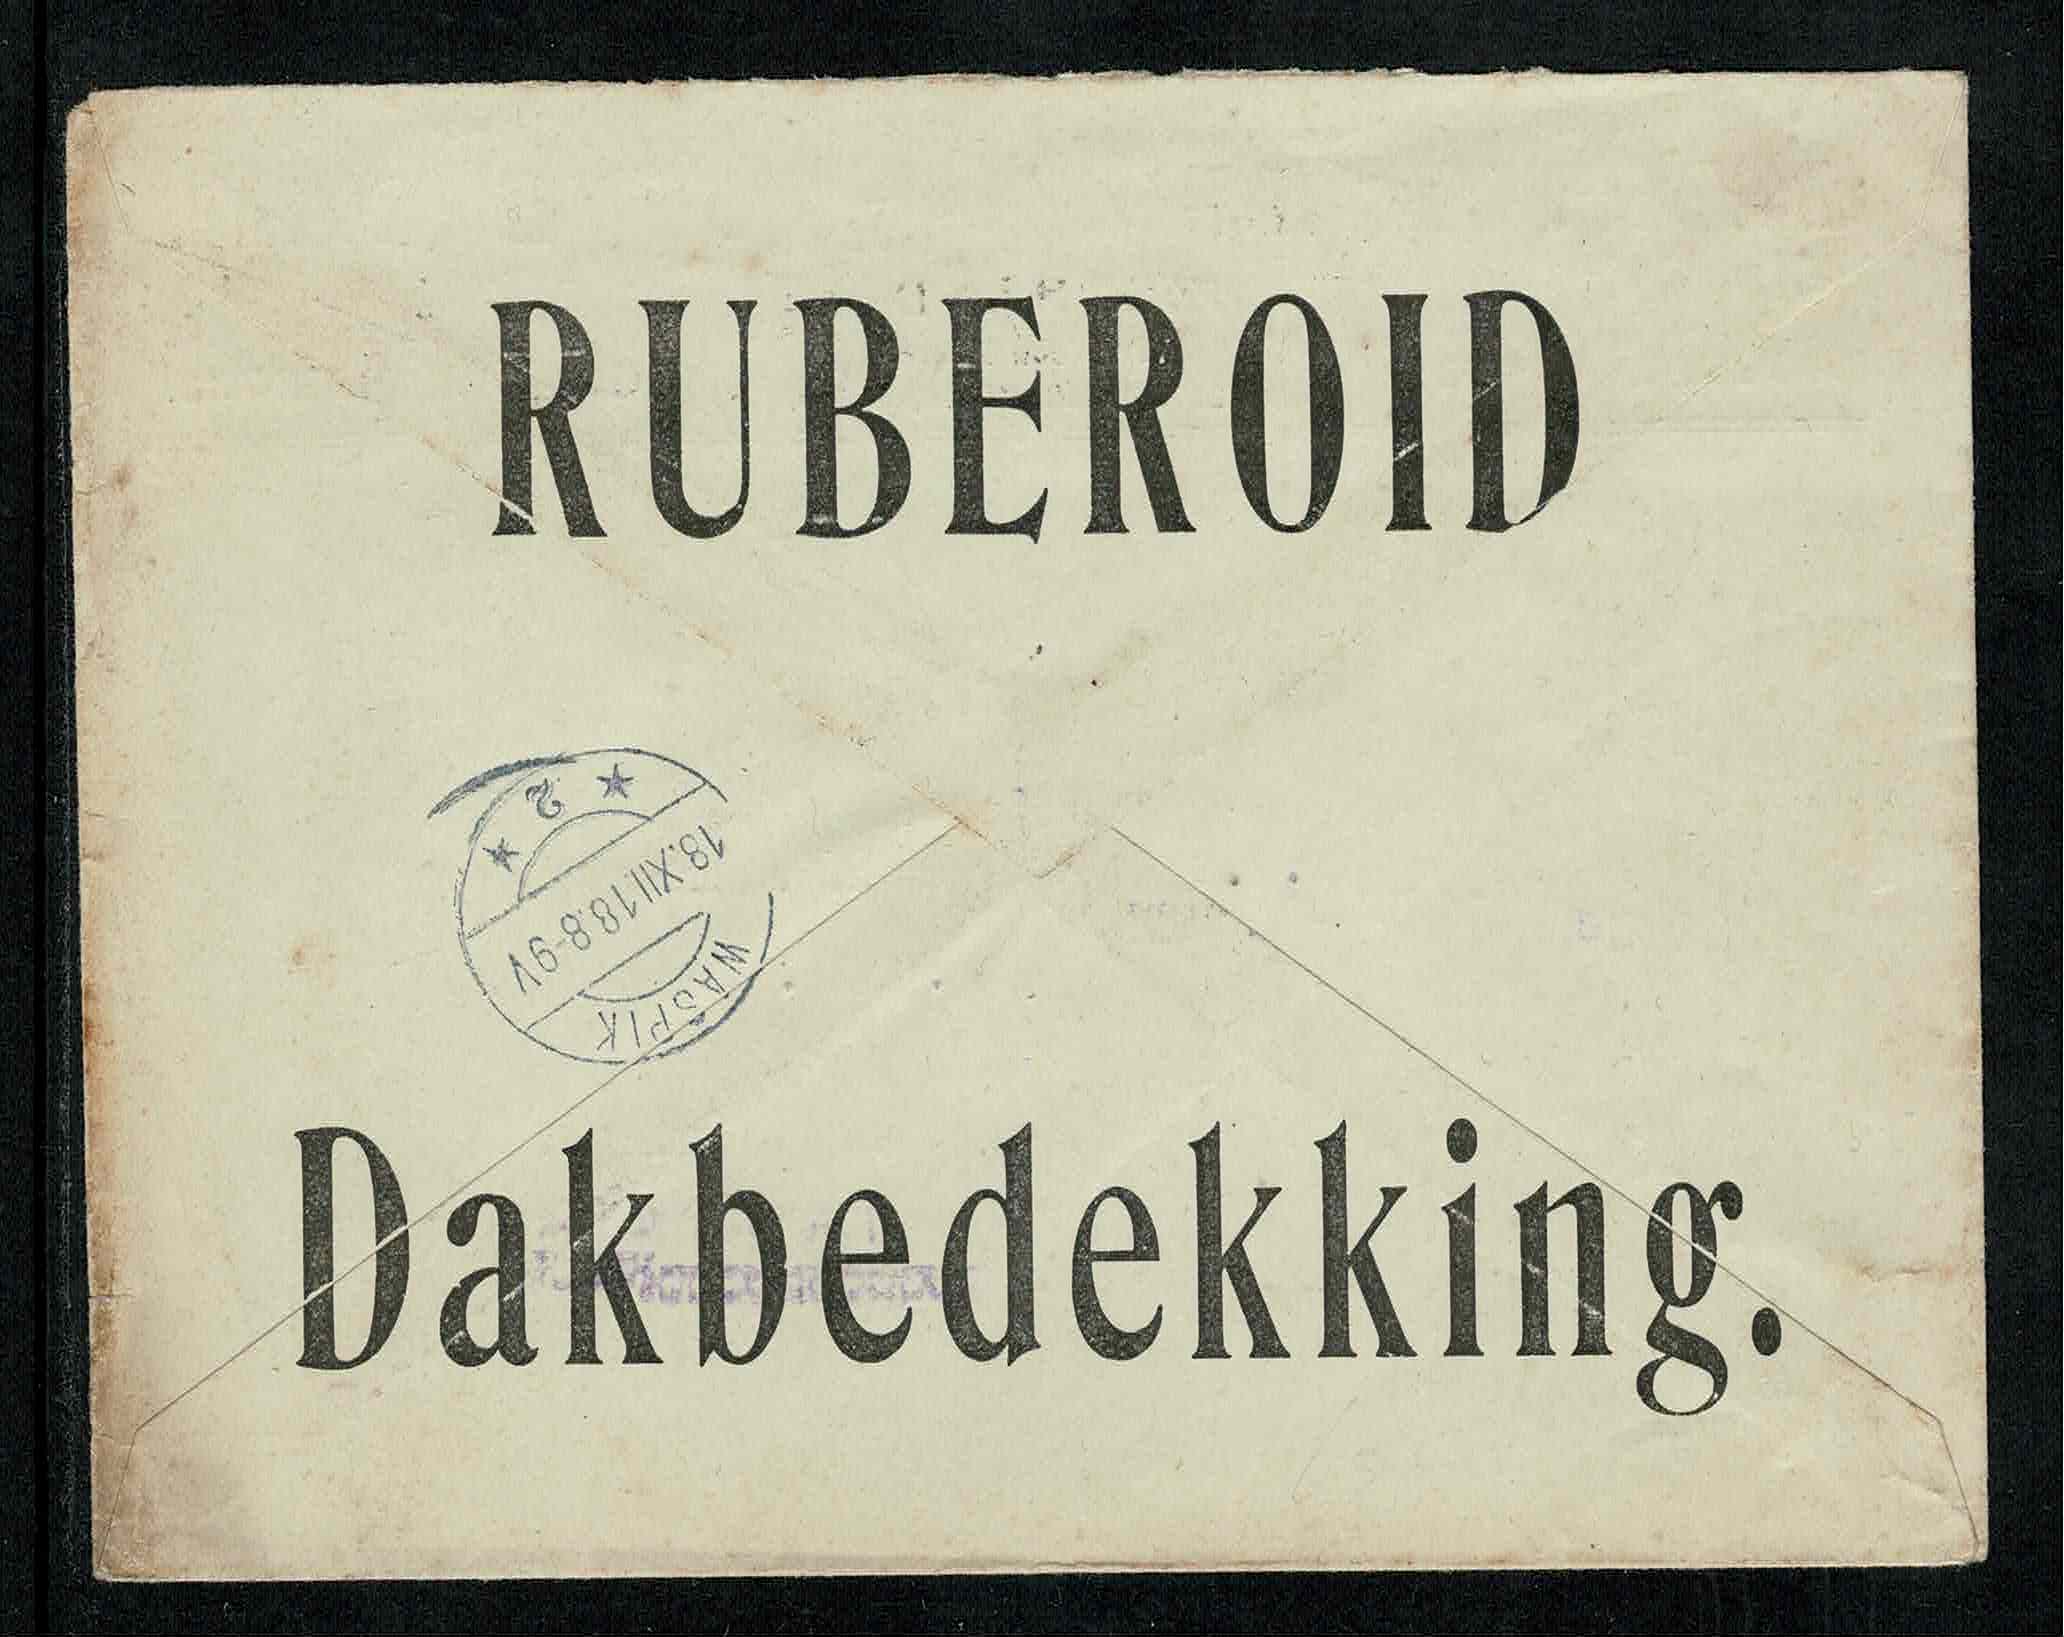 RUBEROID
WASPIK
18.XII.18.8-9V
★ 2 ★
Dakbedekking.